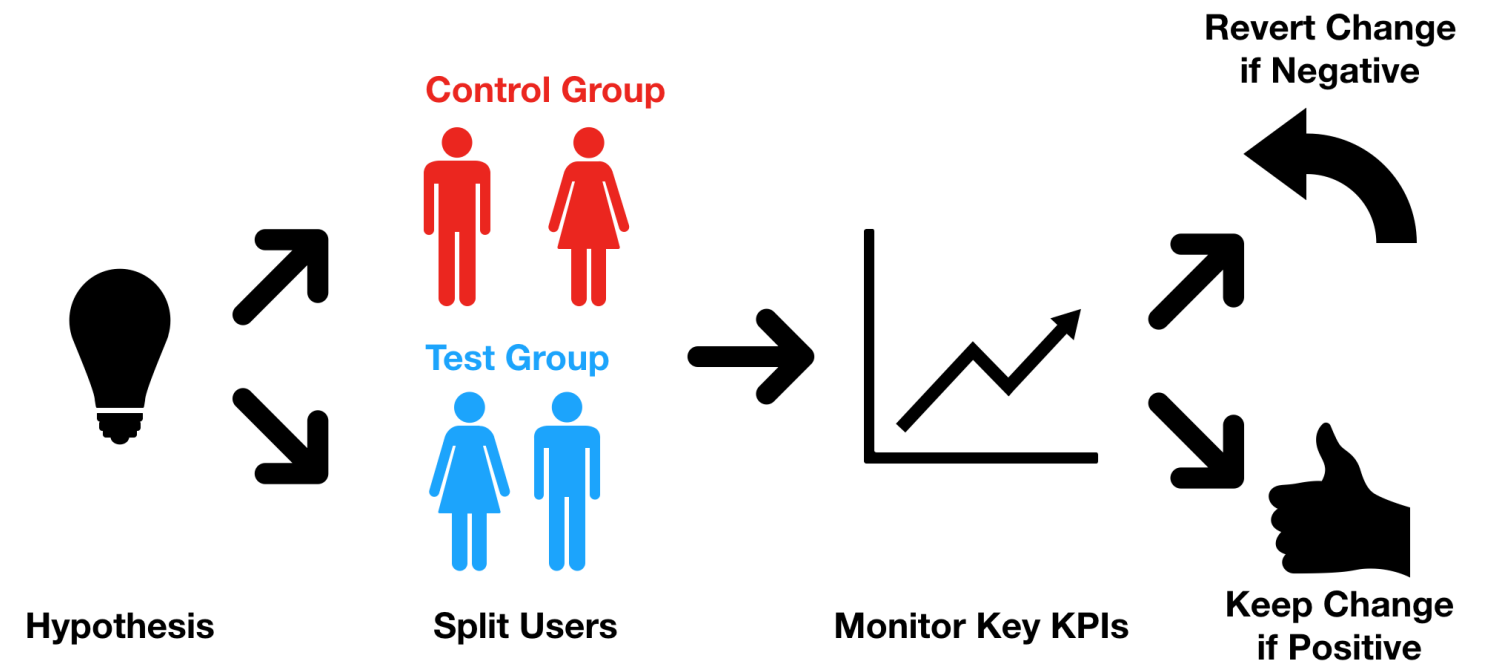 Revert Change
if Negative
Control Group
Test Group
Hypothesis
Split Users
Monitor Key KPIs
Keep Change
if Positive